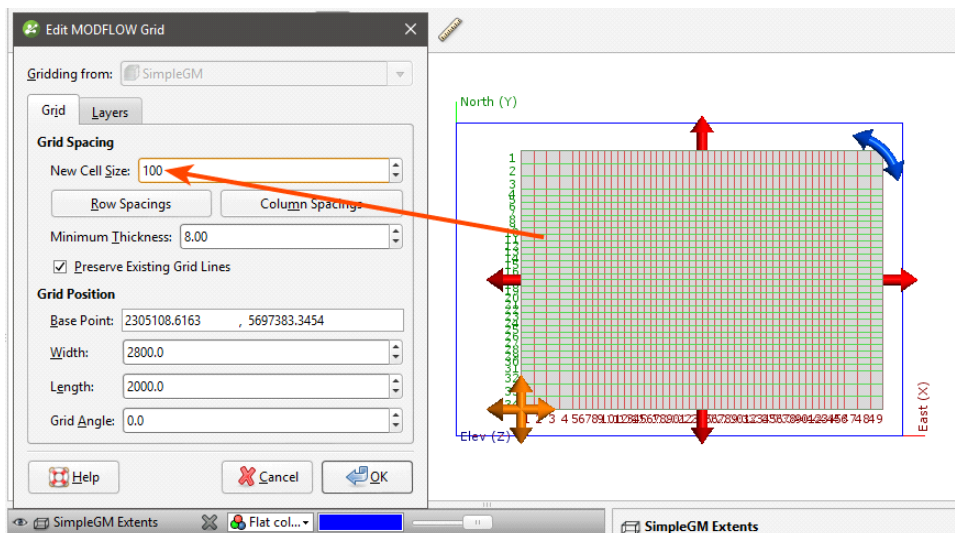 Edit MODFLOW Grid
Gridding from: SimpleGM
Grid Layers
Grid Spacing
New Cell Size: 100
Row Spacings Column Spacings
Minimum Thickness: 8.00
Preserve Existing Grid Lines
Grid Position
Base Point: 2305108.6163 , 5697383.3454
Width: 2800.0
Length: 2000.0
Grid Angle: 0.0
Help Cancel OK
North (Y)
1
2
3
4
5
6
7
8
East (X)
Elev (Z)
SimpleGM Extents Flat col...
SimpleGM Extents